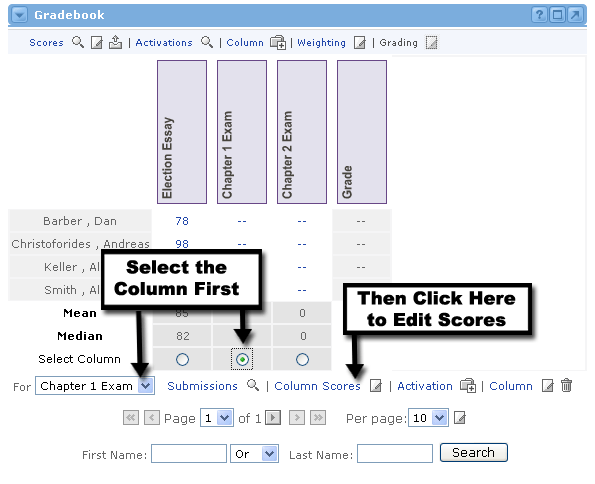 Gradebook
Scores | Activations | Column | Weighting | Grading
Election Essay
Chapter 1 Exam
Chapter 2 Exam
Grade
Barber , Dan 78 -- -- --
Christoforides , Andreas 98 -- -- --
Keller , Al -- --
Smith , Al -- --
Select the
Column First
Then Click Here
to Edit Scores
Mean 85 0
Median 82 0
Select Column
For Chapter 1 Exam Submissions | Column Scores | Activation | Column
Page 1 of 1 Per page: 10
First Name: Or Last Name: Search